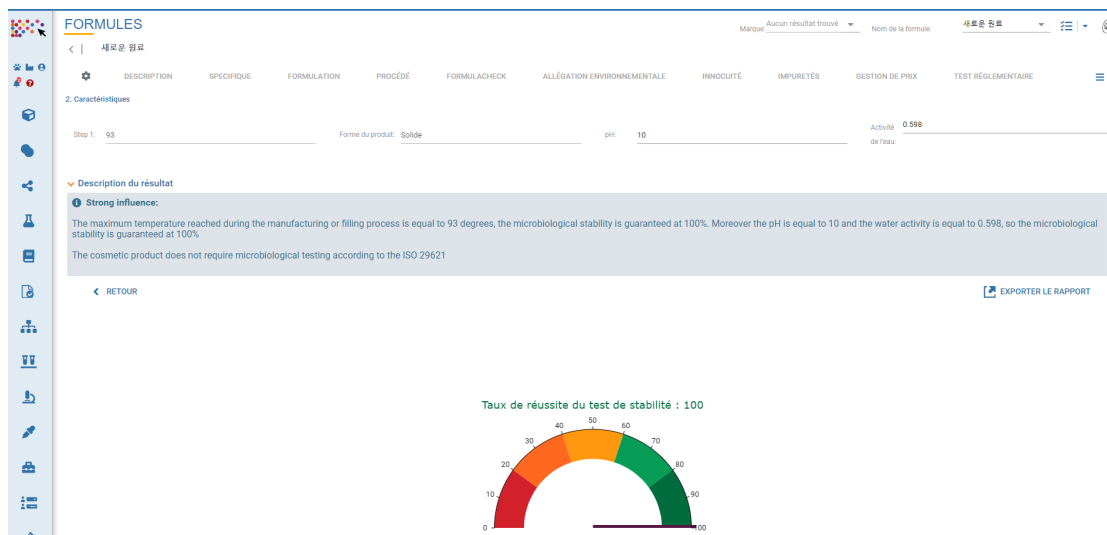 FORMULES
Marque:
Aucun résultat trouvé
Nom de la formule:
새로운 원료
새로운 원료
DESCRIPTION
SPECIFIQUE
FORMULATION
PROCÉDÉ
FORMULACHECK
ALLÉGATION ENVIRONNEMENTALE
INNOCUITÉ
IMPURETÉS
GESTION DE PRIX
TEST RÉGLEMENTAIRE
2. Caractéristiques
Step 1: 93
Forme du produit: Solide
pH: 10
Activité de l'eau: 0.598
Description du résultat
Strong influence:
The maximum temperature reached during the manufacturing or filling process is equal to 93 degrees, the microbiological stability is guaranteed at 100%. Moreover the pH is equal to 10 and the water activity is equal to 0.598, so the microbiological
stability is guaranteed at 100%
The cosmetic product does not require microbiological testing according to the ISO 29621
RETOUR
EXPORTER LE RAPPORT
Taux de réussite du test de stabilité : 100
0
10
20
30
40
50
60
70
80
90
100